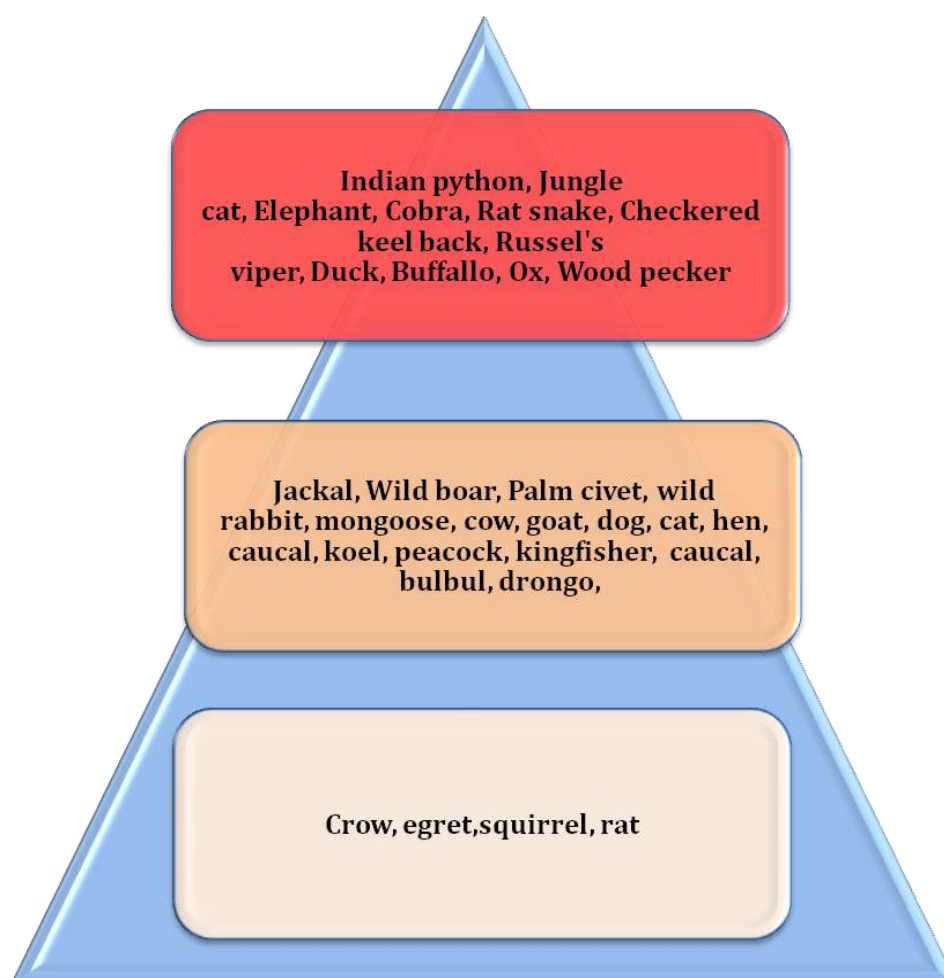 Indian python, Jungle
cat, Elephant, Cobra, Rat snake, Checkered
keel back, Russel's
viper, Duck, Buffallo, Ox, Wood pecker
Jackal, Wild boar, Palm civet, wild
rabbit, mongoose, cow, goat, dog, cat, hen,
caucal, koel, peacock, kingfisher, caucal,
bulbul, drongo,
Crow, egret,squirrel, rat